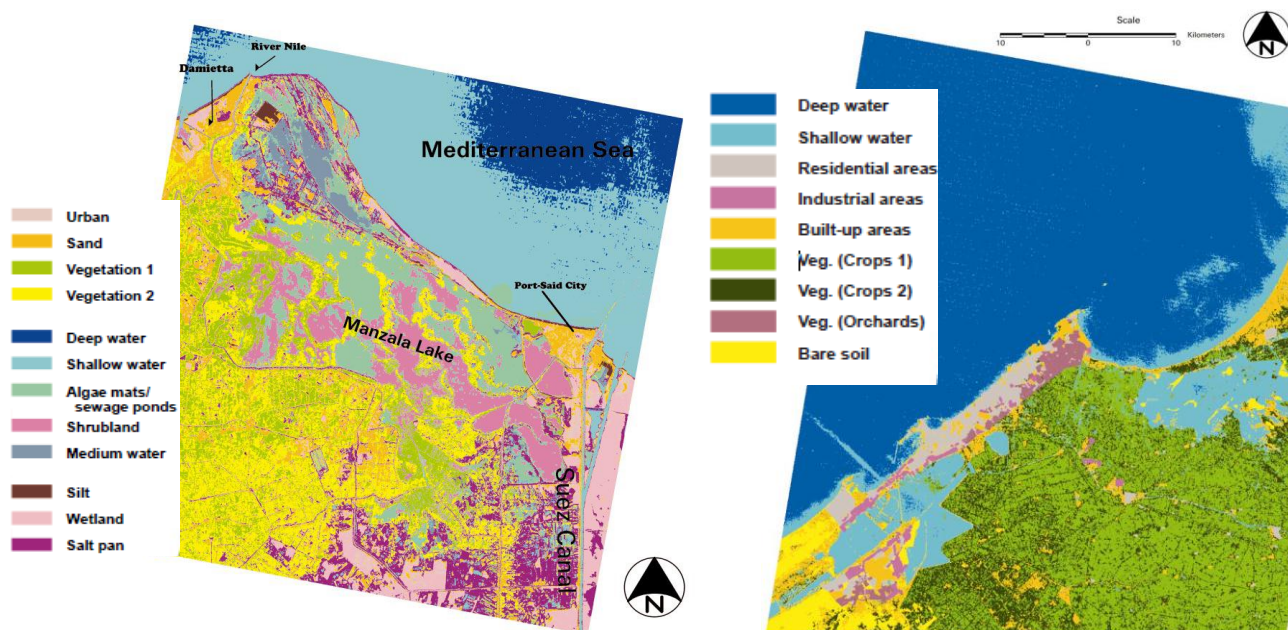 River Nile
Damietta
Mediterranean Sea
Urban
Sand
Vegetation 1
Vegetation 2
Deep water
Shallow water
Algae mats/
sewage ponds
Shrubland
Medium water
Silt
Wetland
Salt pan
Port-Said City
Manzala Lake
Suez Canal
N
Scale
10 0 10 Kilometers
N
Deep water
Shallow water
Residential areas
Industrial areas
Built-up areas
Veg. (Crops 1)
Veg. (Crops 2)
Veg. (Orchards)
Bare soil